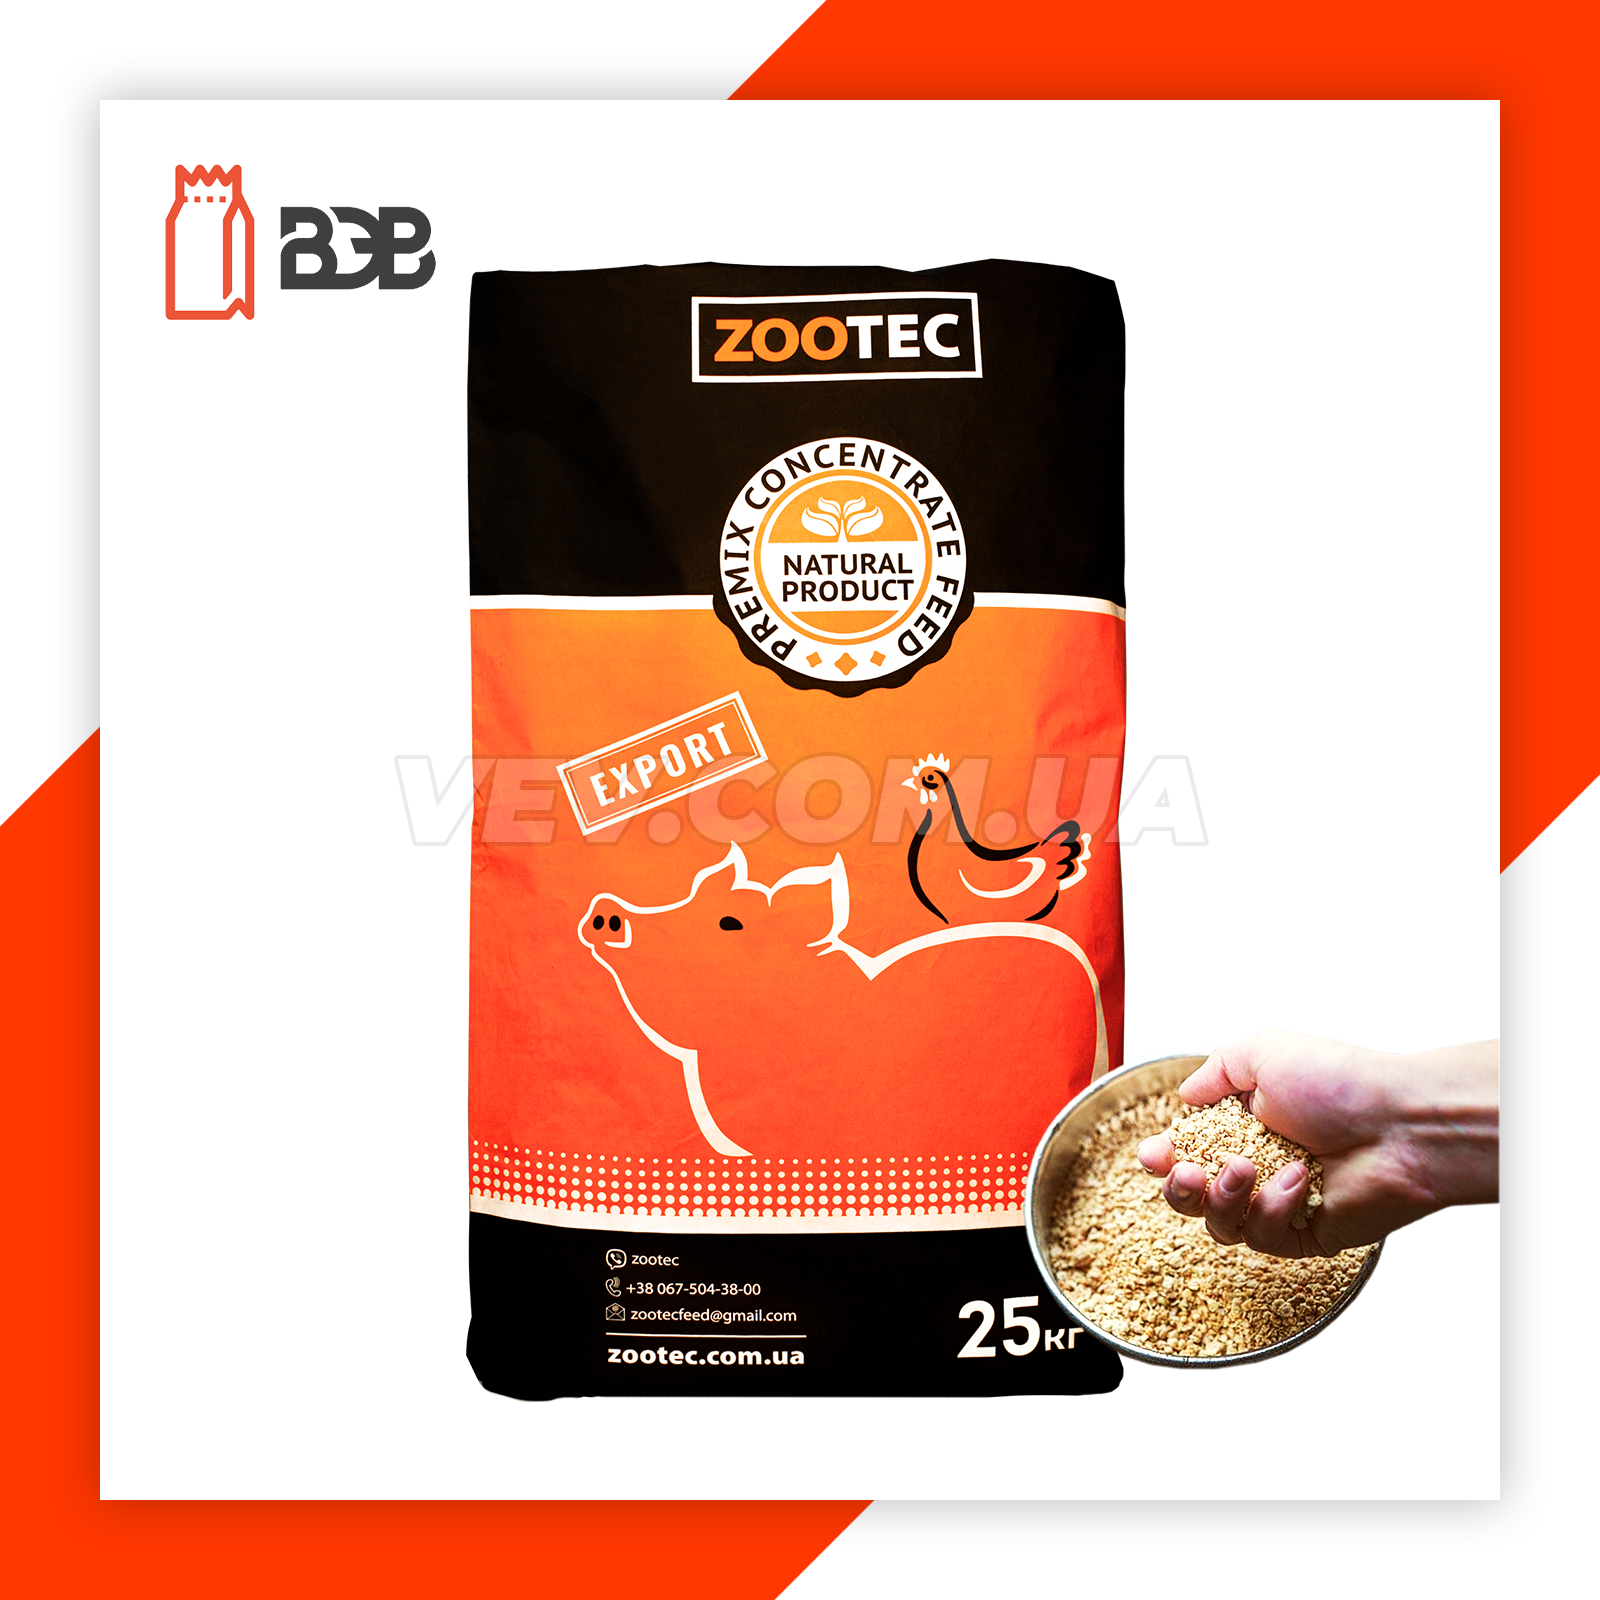 ВЭВ
ZOOTEC
PREMIX CONCENTRATE FEED
NATURAL
PRODUCT
EXPORT
VEV.COM.UA
zootec
+38 067-504-38-00
zootecfeed@gmail.com
zootec.com.ua
25кг